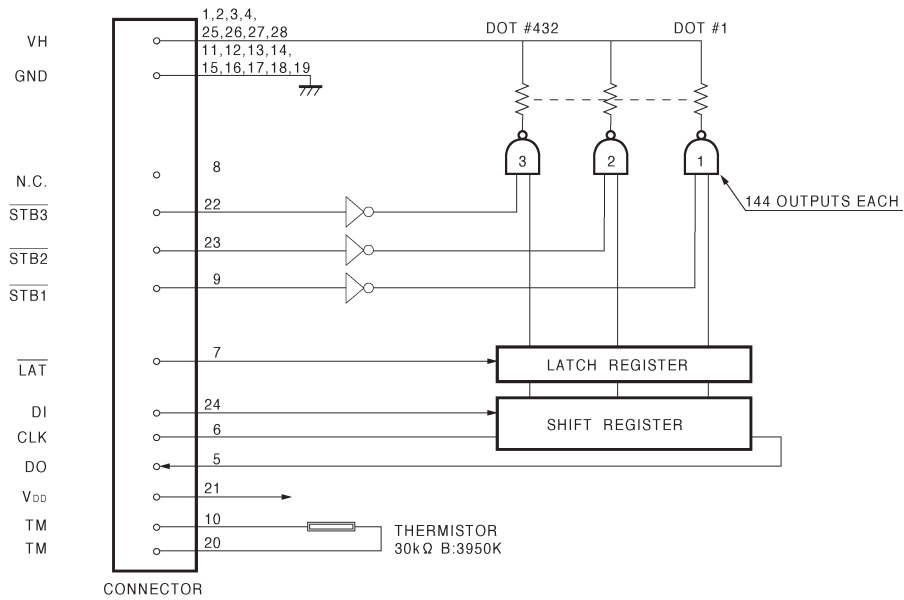 1,2,3,4,
VH 25,26,27,28 DOT #432 DOT #1
11,12,13,14,
GND 15,16,17,18,19
3 2 1
N.C. 8
144 OUTPUTS EACH
STB3 22
STB2 23
STB1 9
LAT 7 LATCH REGISTER
DI 24
CLK 6 SHIFT REGISTER
DO 5
VDD 21
TM 10 THERMISTOR
TM 20 30kΩ B:3950K
CONNECTOR